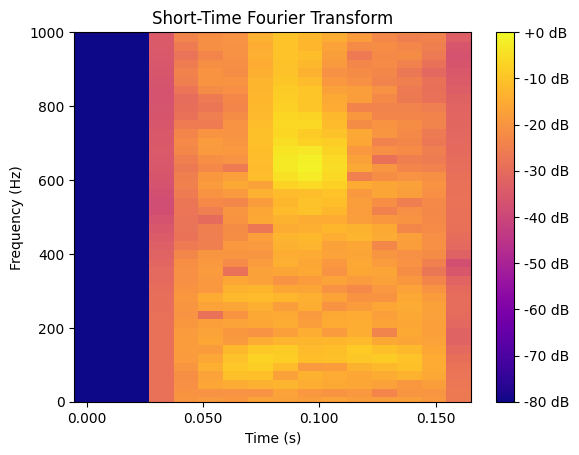 Short-Time Fourier Transform
1000
800
600
400
200
0
Frequency (Hz)
0.000
0.050
0.100
0.150
Time (s)
+0 dB
-10 dB
-20 dB
-30 dB
-40 dB
-50 dB
-60 dB
-70 dB
-80 dB